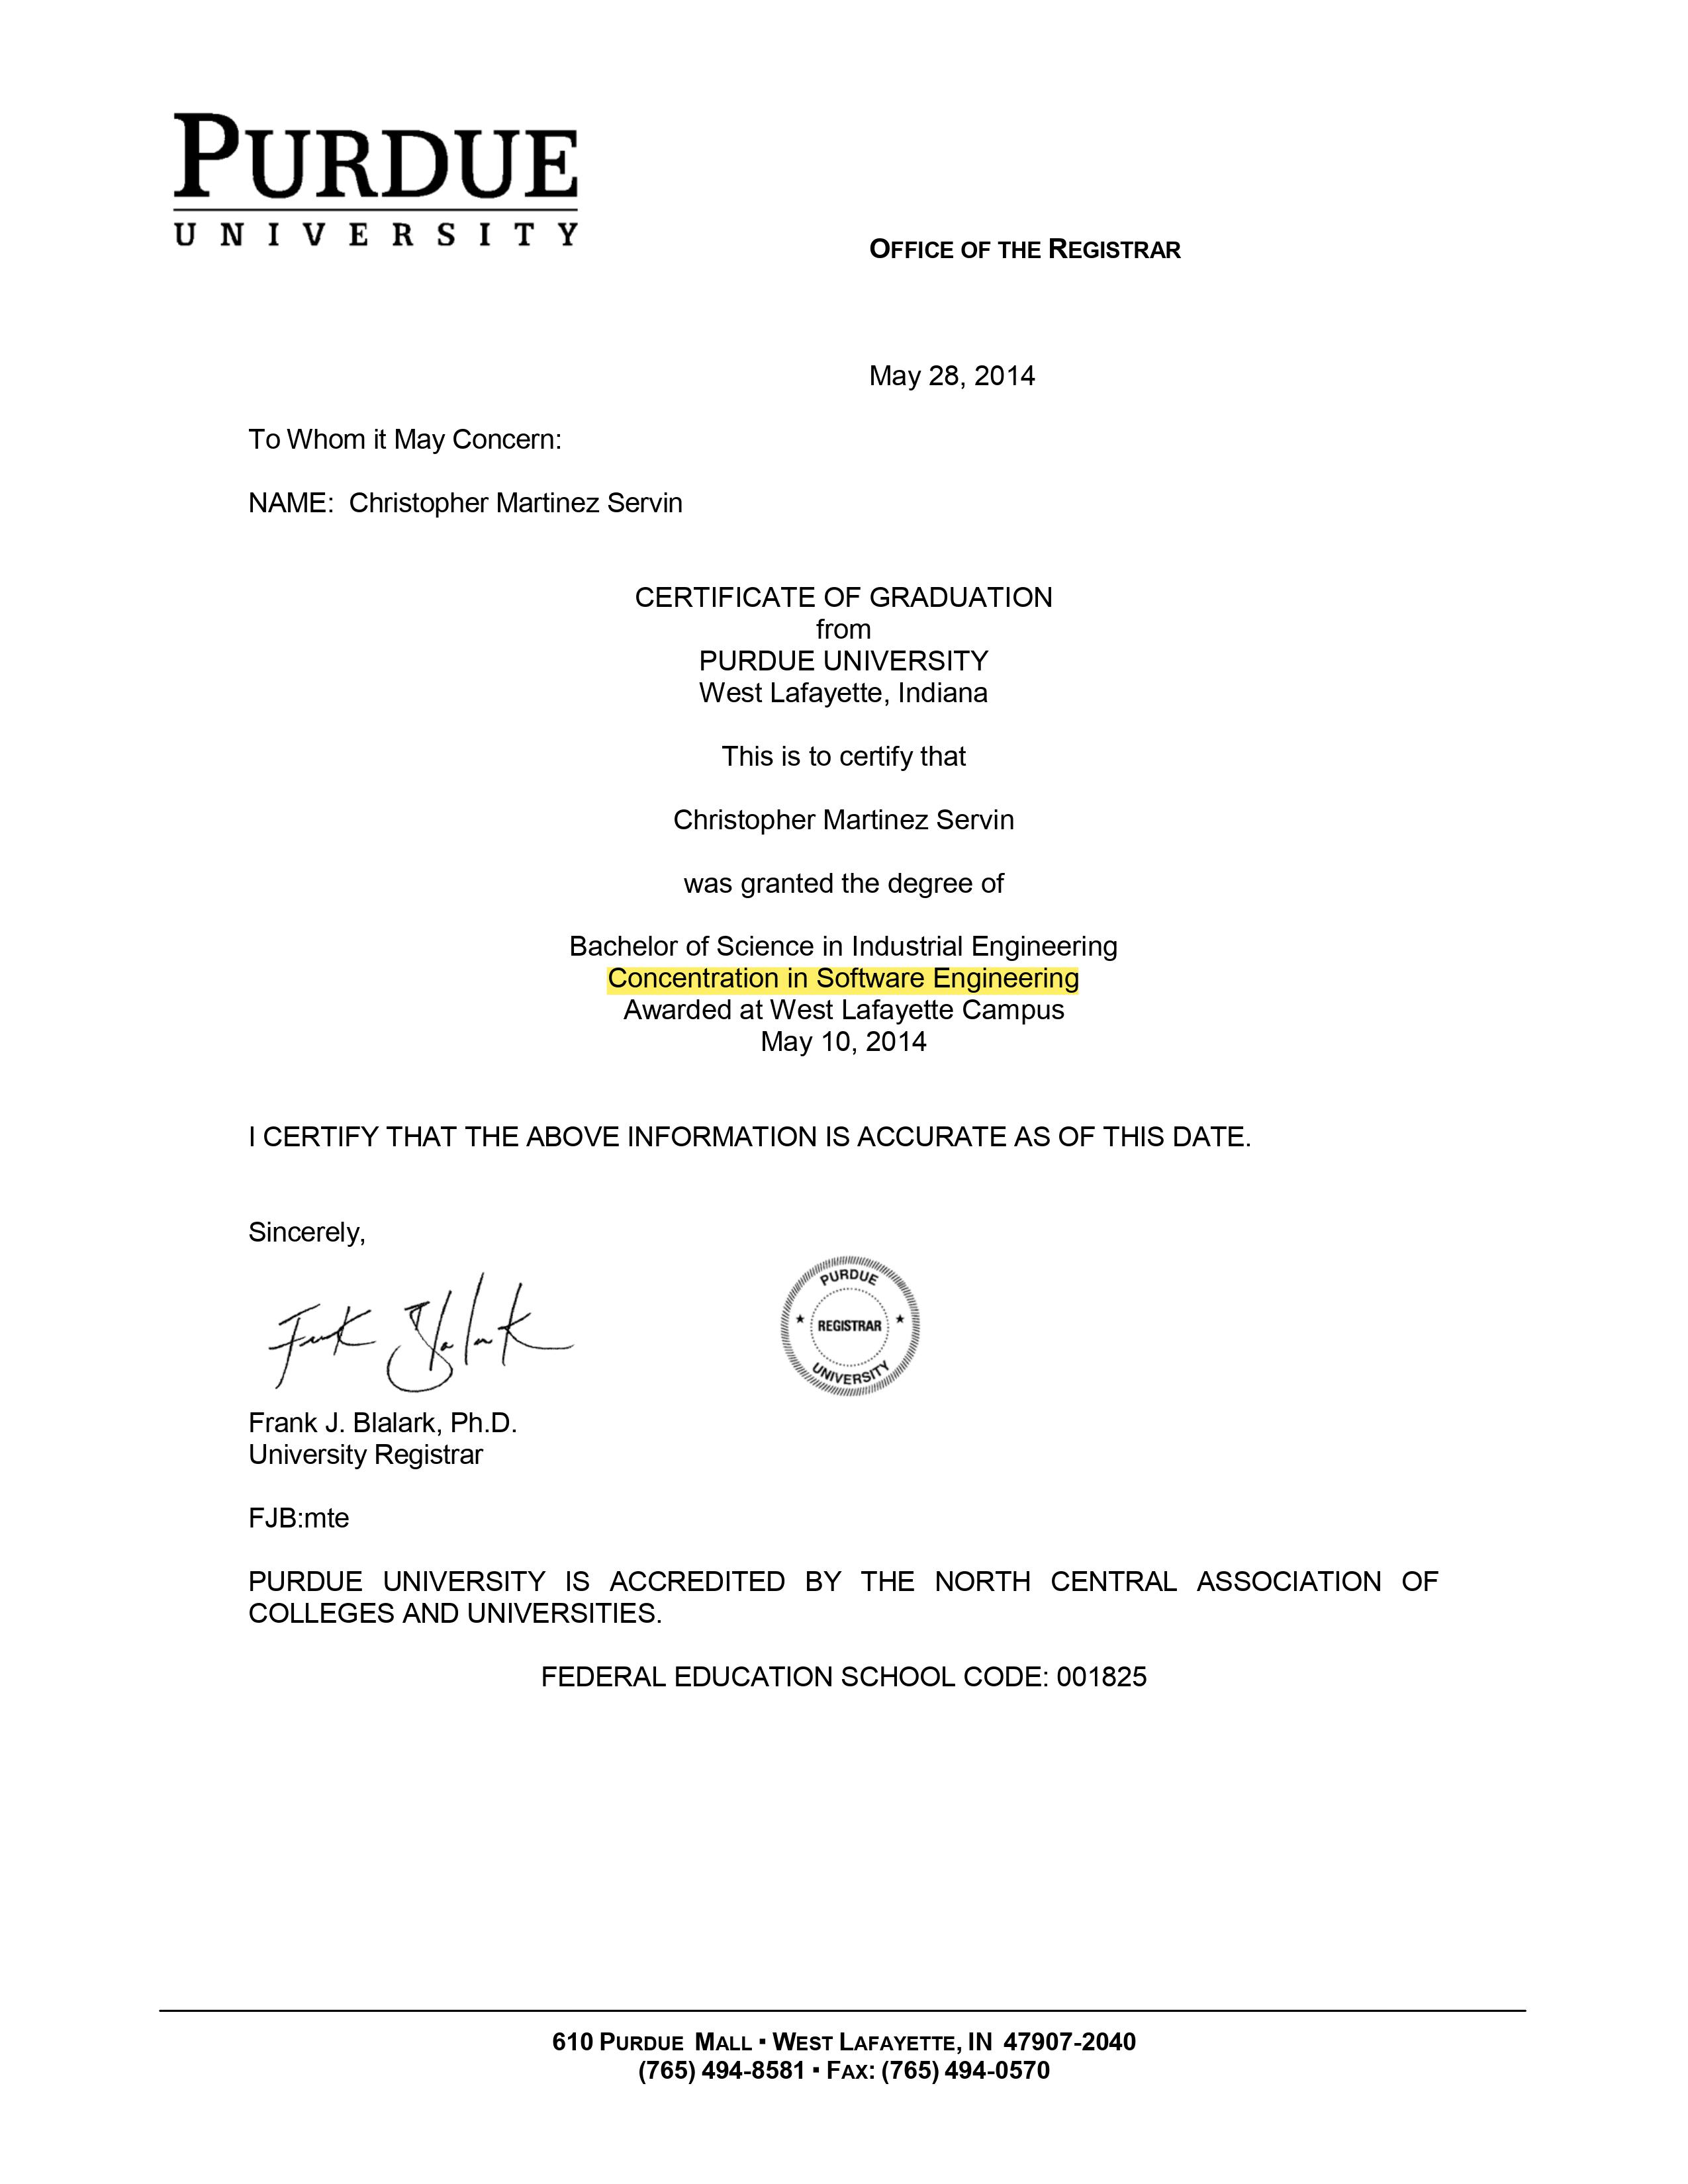 PURDUE
UNIVERSITY
OFFICE OF THE REGISTRAR
May 28, 2014
To Whom it May Concern:
NAME:  Christopher Martinez Servin
CERTIFICATE OF GRADUATION
from
PURDUE UNIVERSITY
West Lafayette, Indiana
This is to certify that
Christopher Martinez Servin
was granted the degree of
Bachelor of Science in Industrial Engineering
Concentration in Software Engineering
Awarded at West Lafayette Campus
May 10, 2014
I CERTIFY THAT THE ABOVE INFORMATION IS ACCURATE AS OF THIS DATE.
Sincerely,
Frank Blalark
PURDUE
REGISTRAR
UNIVERSITY
Frank J. Blalark, Ph.D.
University Registrar
FJB:mte
PURDUE UNIVERSITY IS ACCREDITED BY THE NORTH CENTRAL ASSOCIATION OF
COLLEGES AND UNIVERSITIES.
FEDERAL EDUCATION SCHOOL CODE: 001825
610 PURDUE MALL ▪ WEST LAFAYETTE, IN 47907-2040
(765) 494-8581 ▪ FAX: (765) 494-0570